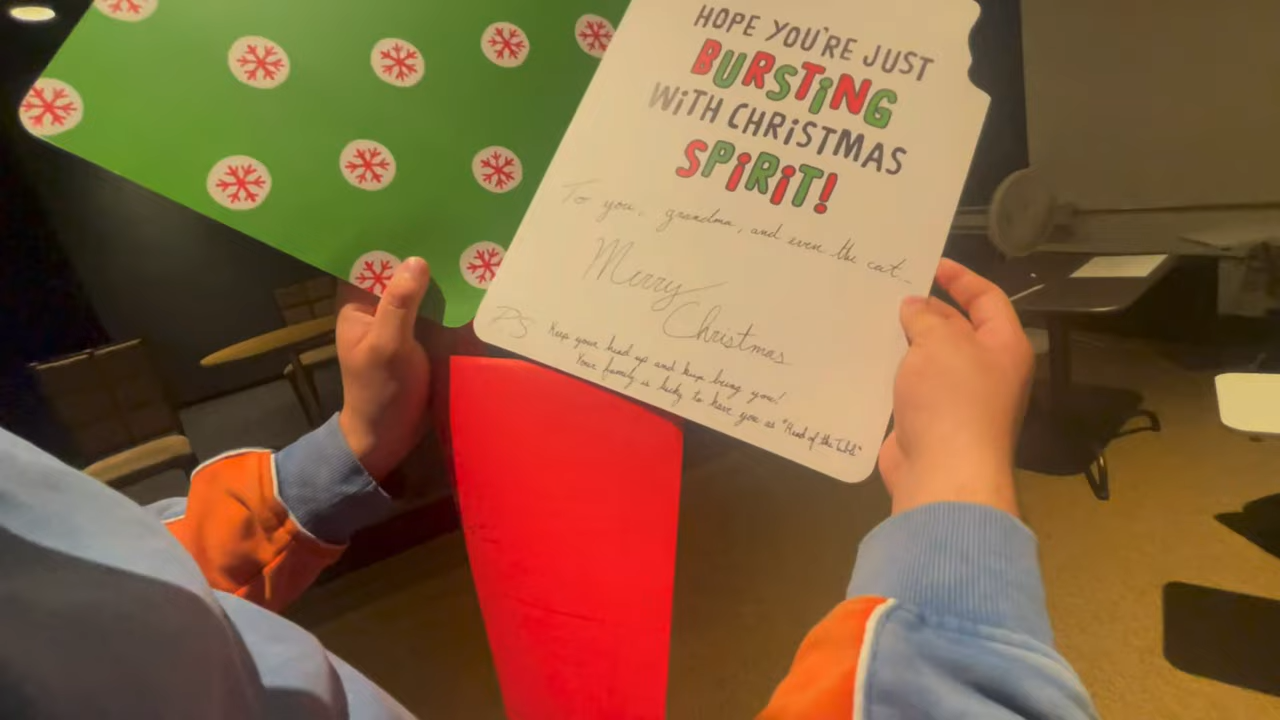 HOPE YOU'RE JUST
BURSTING
WITH CHRISTMAS
SPIRIT!
To you, grandma, and even the cat...
Merry
Christmas
PS Keep your head up and keep being you!
Your family is lucky to have you as "Head of the Table"